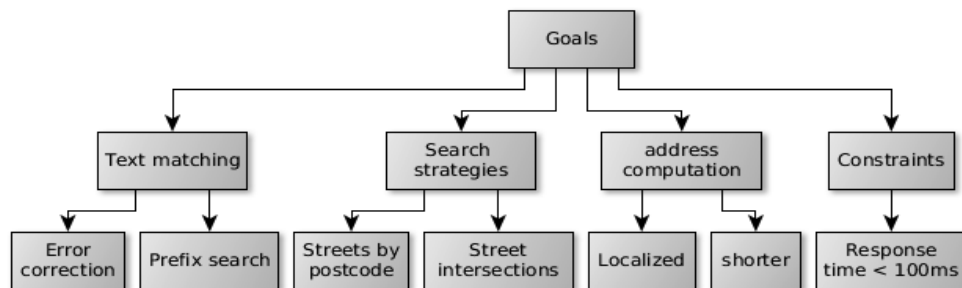 Goals
Text matching
Search
strategies
address
computation
Constraints
Error
correction
Prefix search
Streets by
postcode
Street
intersections
Localized
shorter
Response
time < 100ms